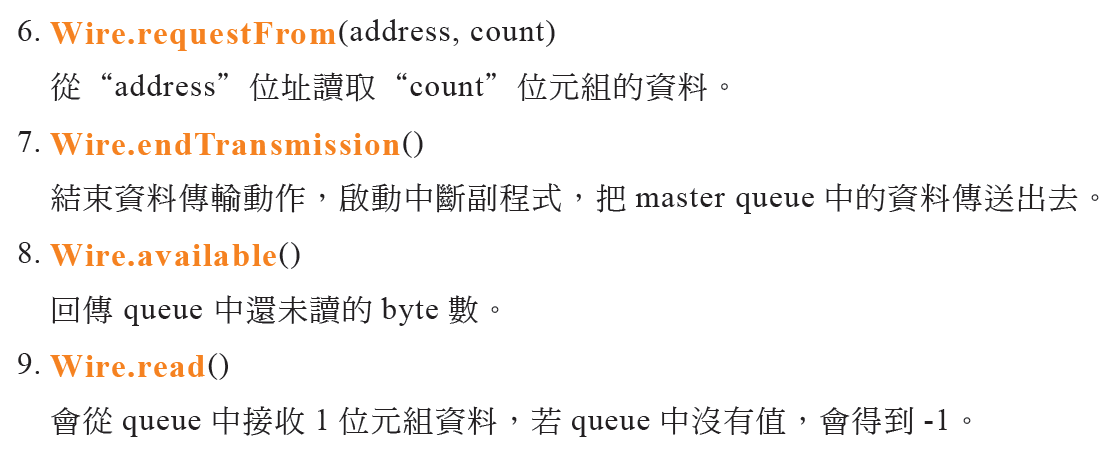 6. Wire.requestFrom(address, count)
從“address”位址讀取“count”位元組的資料。
7. Wire.endTransmission()
結束資料傳輸動作，啟動中斷副程式，把 master queue 中的資料傳送出去。
8. Wire.available()
回傳 queue 中還未讀的 byte 數。
9. Wire.read()
會從 queue 中接收 1 位元組資料，若 queue 中沒有值，會得到 -1。